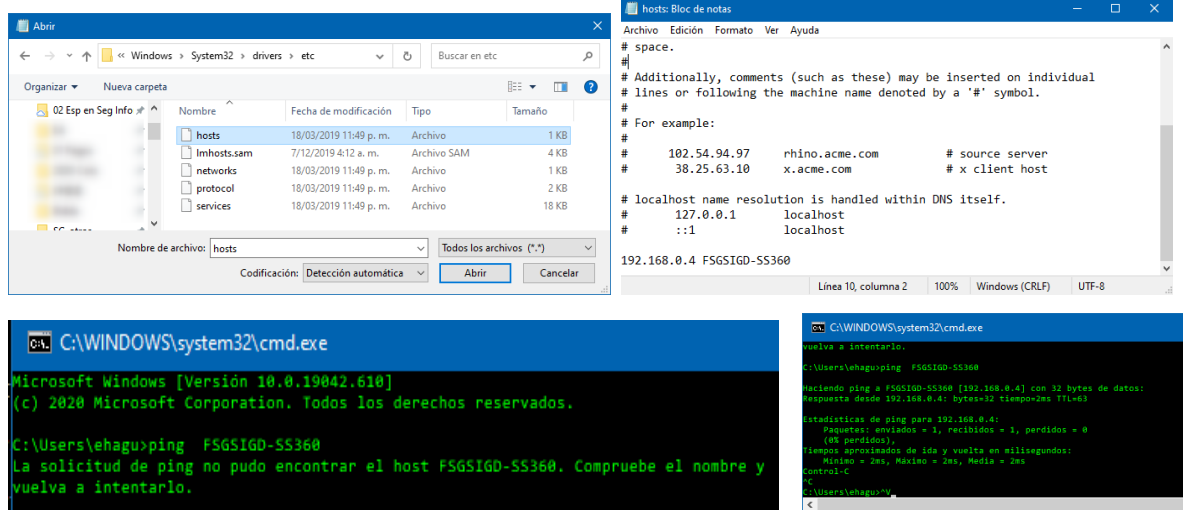 Abrir
« Windows > System32 > drivers > etc
Buscar en etc
Organizar
Nueva carpeta
02 Esp en Seg Info
Nombre Fecha de modificación Tipo Tamaño
hosts 18/03/2019 11:49 p. m. Archivo 1 KB
lmhosts.sam 7/12/2019 4:12 a. m. Archivo SAM 4 KB
networks 18/03/2019 11:49 p. m. Archivo 1 KB
protocol 18/03/2019 11:49 p. m. Archivo 2 KB
services 18/03/2019 11:49 p. m. Archivo 18 KB
Nombre de archivo: hosts Todos los archivos (*.*)
Codificación: Detección automática Abrir Cancelar
hosts: Bloc de notas
Archivo Edición Formato Ver Ayuda
# space.
#
# Additionally, comments (such as these) may be inserted on individual
# lines or following the machine name denoted by a '#' symbol.
#
# For example:
#
# 102.54.94.97 rhino.acme.com # source server
# 38.25.63.10 x.acme.com # x client host
# localhost name resolution is handled within DNS itself.
# 127.0.0.1 localhost
# ::1 localhost
192.168.0.4 FSGSIGD-SS360
Línea 10, columna 2 100% Windows (CRLF) UTF-8
C:\WINDOWS\system32\cmd.exe
Microsoft Windows [Versión 10.0.19042.610]
(c) 2020 Microsoft Corporation. Todos los derechos reservados.
C:\Users\ehagu>ping FSGSIGD-SS360
La solicitud de ping no pudo encontrar el host FSGSIGD-SS360. Compruebe el nombre y
vuelva a intentarlo.
C:\WINDOWS\system32\cmd.exe
vuelva a intentarlo.
C:\Users\ehagu>ping FSGSIGD-SS360
Haciendo ping a FSGSIGD-SS360 [192.168.0.4] con 32 bytes de datos:
Respuesta desde 192.168.0.4: bytes=32 tiempo=2ms TTL=63
Estadísticas de ping para 192.168.0.4:
Paquetes: enviados = 1, recibidos = 1, perdidos = 0
(0% perdidos),
Tiempos aproximados de ida y vuelta en milisegundos:
Mínimo = 2ms, Máximo = 2ms, Media = 2ms
Control-C
^C
C:\Users\ehagu>^V